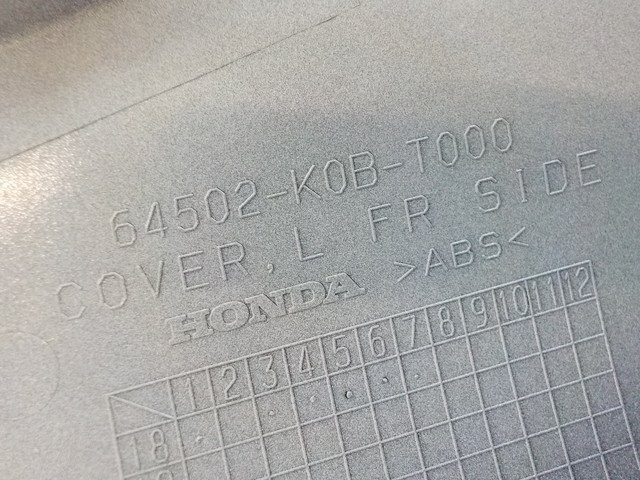 64502-K0B-T000
COVER, L FR SIDE
HONDA >ABS<
1 2 3 4 5 6 7 8 9 10 11 12
18